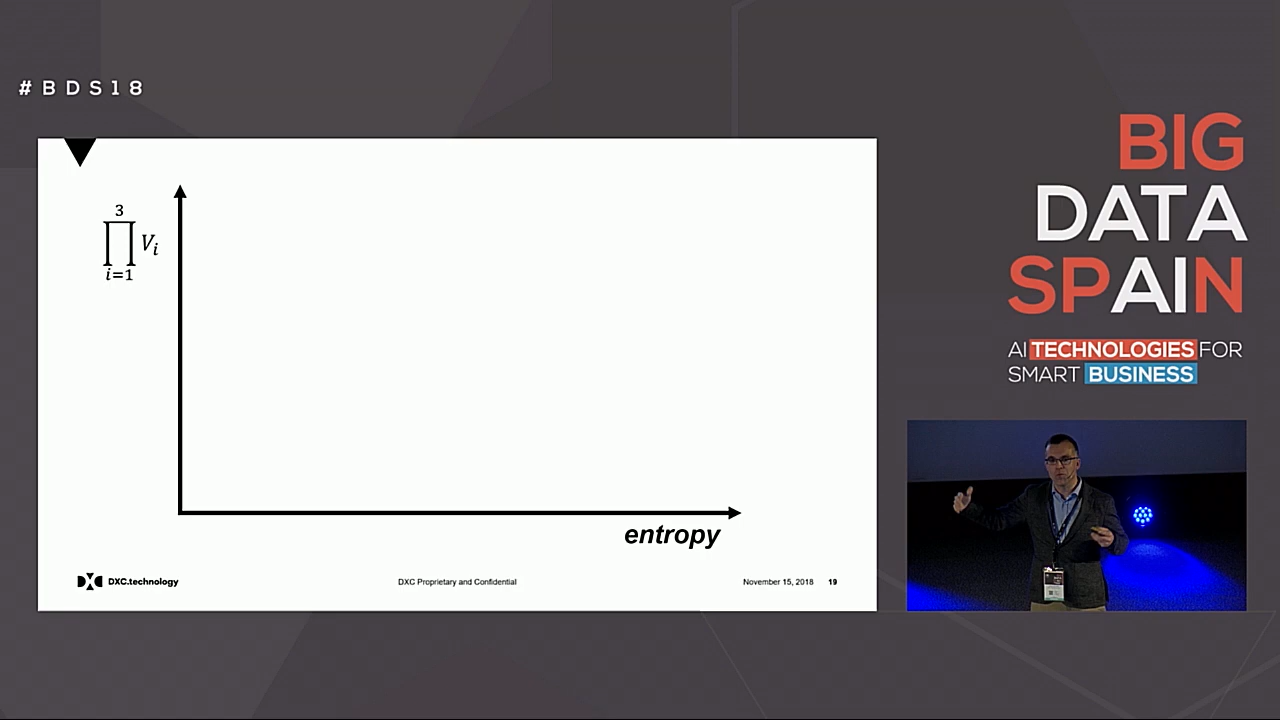 #BDS18
BIG
DATA
SPAIN
AI TECHNOLOGIES FOR
SMART BUSINESS
3
∏ Vi
i=1
entropy
DXC.technology
DXC Proprietary and Confidential
November 15, 2018 19